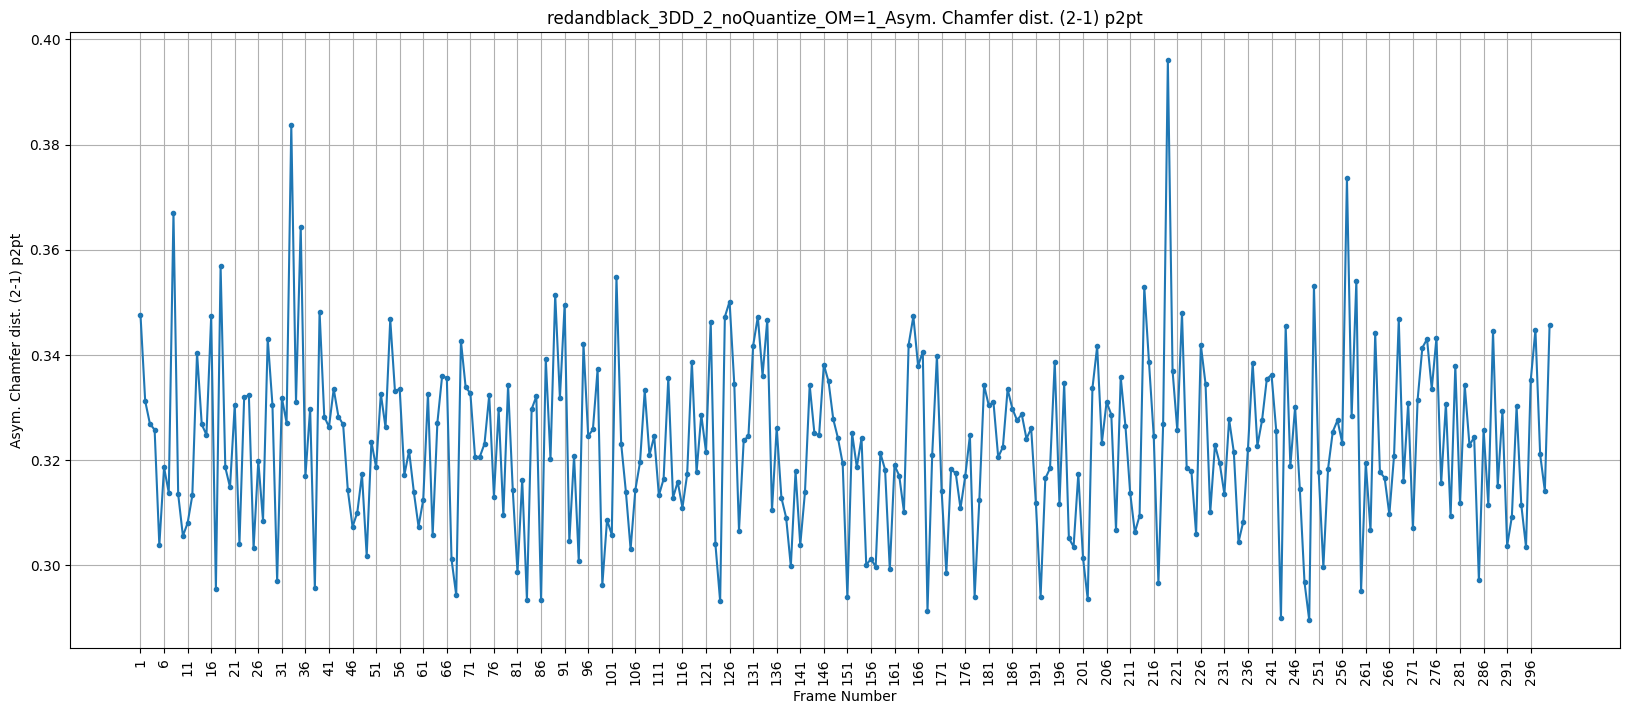 redandblack_3DD_2_noQuantize_OM=1_Asym. Chamfer dist. (2-1) p2pt
Asym. Chamfer dist. (2-1) p2pt
0.40
0.38
0.36
0.34
0.32
0.30
1 6 11 16 21 26 31 36 41 46 51 56 61 66 71 76 81 86 91 96 101 106 111 116 121 126 131 136 141 146 151 156 161 166 171 176 181 186 191 196 201 206 211 216 221 226 231 236 241 246 251 256 261 266 271 276 281 286 291 296
Frame Number